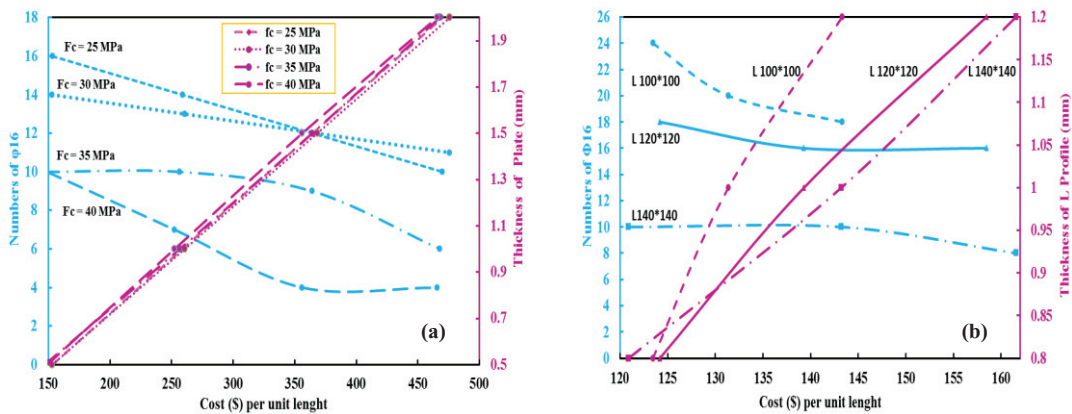 18
16
14
12
10
8
6
4
2
0
Numbers of φ16
Fc = 25 MPa
Fc = 30 MPa
Fc = 35 MPa
Fc = 40 MPa
fc = 25 MPa
fc = 30 MPa
fc = 35 MPa
fc = 40 MPa
1.9
1.7
1.5
1.3
1.1
0.9
0.7
0.5
Thickness of Plate (mm)
(a)
150 200 250 300 350 400 450 500
Cost ($) per unit lenght
26
24
22
20
18
16
14
12
10
8
6
4
2
0
Numbers of Φ16
L 100*100
L 120*120
L140*140
L 100*100
L 120*120
L 140*140
1.2
1.15
1.1
1.05
1
0.95
0.9
0.85
0.8
Thickness of L Profile (mm)
(b)
120 125 130 135 140 145 150 155 160
Cost ($) per unit lenght